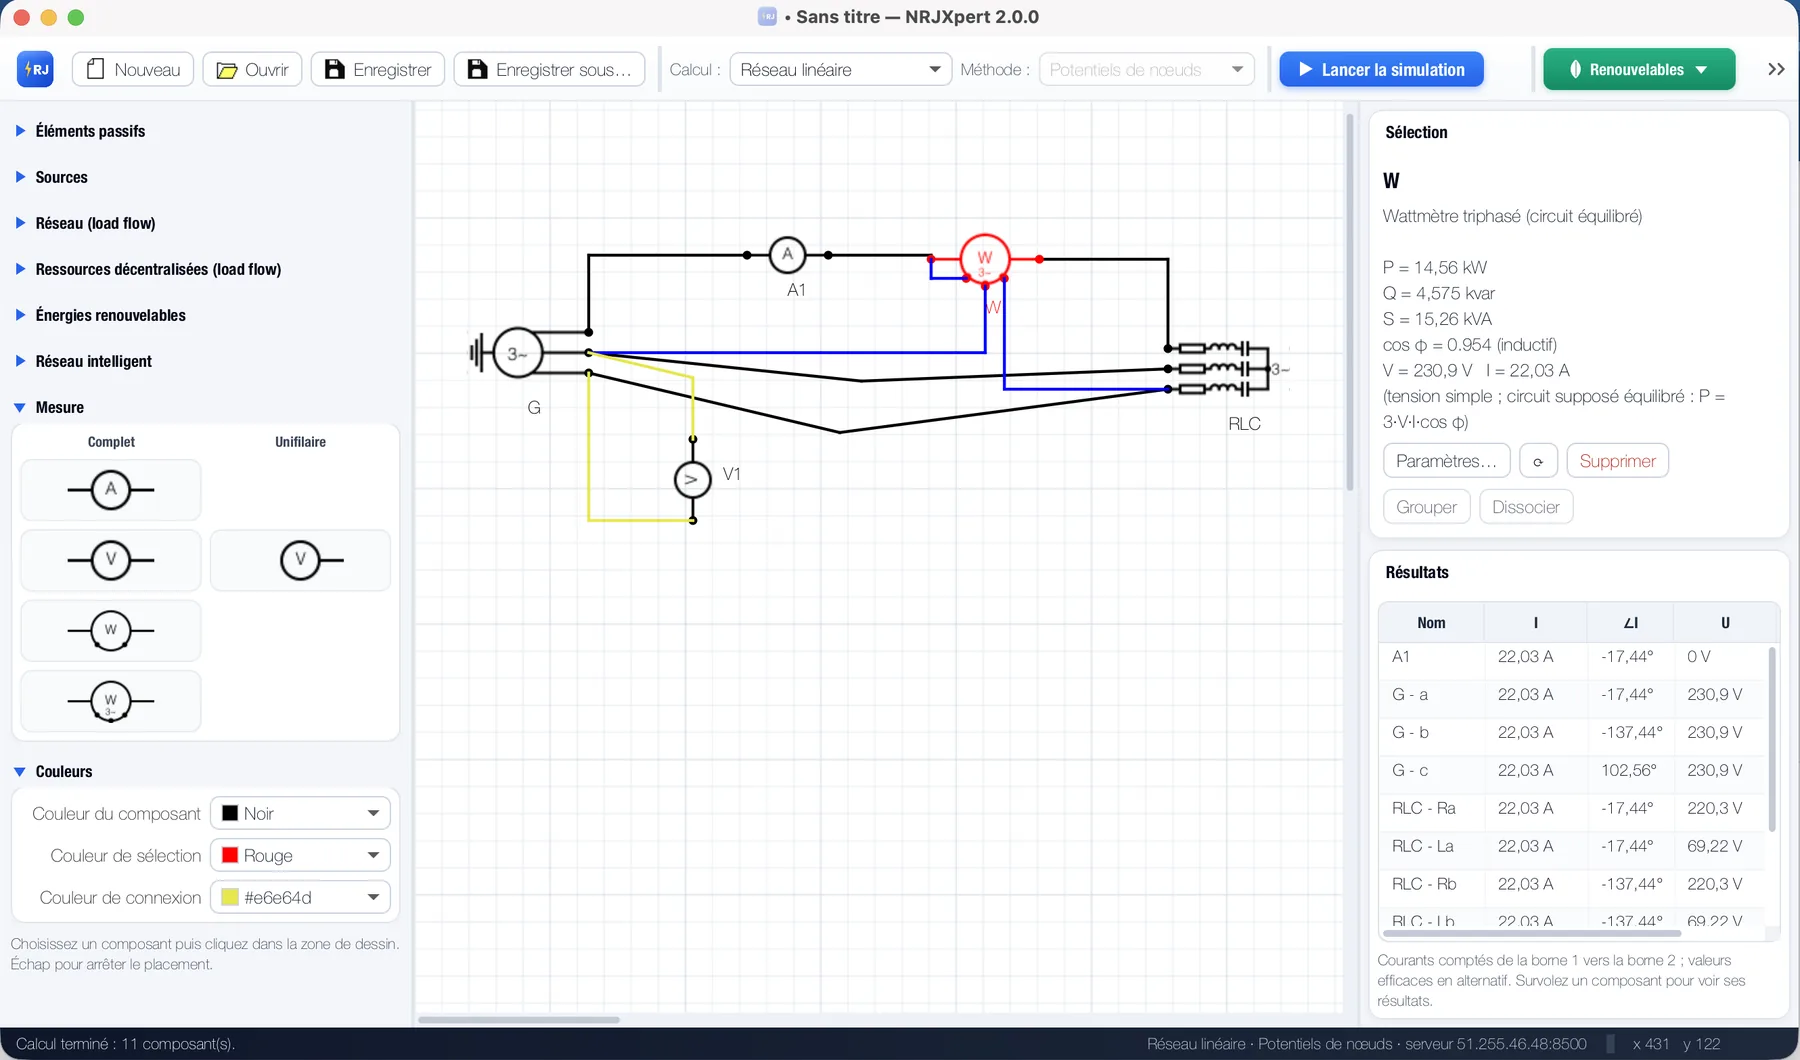 • Sans titre — NRJXpert 2.0.0
RJ
Nouveau
Ouvrir
Enregistrer
Enregistrer sous…
Calcul :
Réseau linéaire
Méthode :
Potentiels de nœuds
Lancer la simulation
Renouvelables
Éléments passifs
Sources
Réseau (load flow)
Ressources décentralisées (load flow)
Énergies renouvelables
Réseau intelligent
Mesure
Complet
Unifilaire
A
V
V
W
W
3~
Couleurs
Couleur du composant
Noir
Couleur de sélection
Rouge
Couleur de connexion
#e6e64d
Choisissez un composant puis cliquez dans la zone de dessin.
Échap pour arrêter le placement.
A
A1
W
3~
W
3~
G
3~
RLC
V
V1
Sélection
W
Wattmètre triphasé (circuit équilibré)
P = 14,56 kW
Q = 4,575 kvar
S = 15,26 kVA
cos φ = 0.954 (inductif)
V = 230,9 V I = 22,03 A
(tension simple ; circuit supposé équilibré : P =
3·V·I·cos φ)
Paramètres…
⟳
Supprimer
Grouper
Dissocier
Résultats
Nom I ∠I U
A1 22,03 A -17,44° 0 V
G - a 22,03 A -17,44° 230,9 V
G - b 22,03 A -137,44° 230,9 V
G - c 22,03 A 102,56° 230,9 V
RLC - Ra 22,03 A -17,44° 220,3 V
RLC - La 22,03 A -17,44° 69,22 V
RLC - Rb 22,03 A -137,44° 220,3 V
RLC - Lb 22,03 A -137,44° 69,22 V
Courants comptés de la borne 1 vers la borne 2 ; valeurs
efficaces en alternatif. Survolez un composant pour voir ses
résultats.
Calcul terminé : 11 composant(s).
Réseau linéaire · Potentiels de nœuds · serveur 51.255.46.48:8500
x 431 y 122